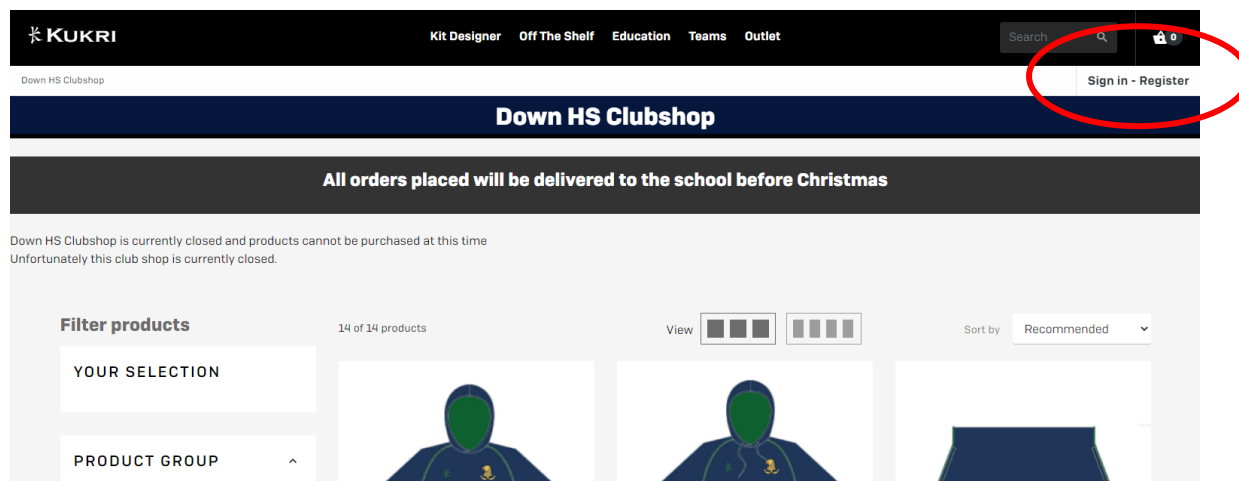 KUKRI
Kit Designer Off The Shelf Education Teams Outlet
Search
0
Down HS Clubshop
Sign in - Register
Down HS Clubshop
All orders placed will be delivered to the school before Christmas
Down HS Clubshop is currently closed and products cannot be purchased at this time
Unfortunately this club shop is currently closed.
Filter products
14 of 14 products
View
Sort by
Recommended
YOUR SELECTION
PRODUCT GROUP